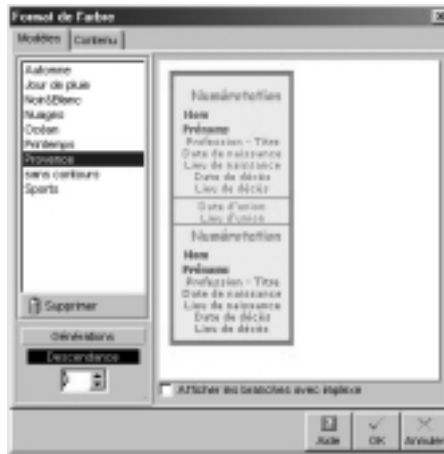 Format de l'arbre
Modèles
Contenu
Automne
Jour de pluie
Noir&Blanc
Nuages
Océan
Printemps
Provence
sans contours
Sports
Supprimer
Générations
Descendance
Numérotation
Nom
Prénoms
Profession - Titre
Date de naissance
Lieu de naissance
Date de décès
Lieu de décès
Date d'union
Lieu d'union
Numérotation
Nom
Prénoms
Profession - Titre
Date de naissance
Lieu de naissance
Date de décès
Lieu de décès
Afficher les branches avec implexe
Aide
OK
Annuler